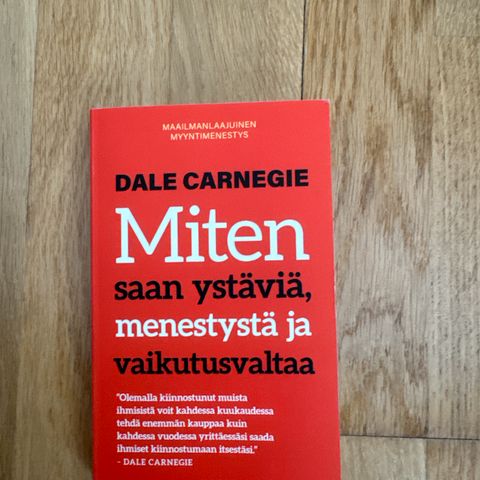 MAAILMANLAAJUINEN
MYYNTIMENESTYS
DALE CARNEGIE
Miten
saan ystäviä,
menestystä ja
vaikutusvaltaa
"Olemalla kiinnostunut muista
ihmisistä voit kahdessa kuukaudessa
tehdä enemmän kauppaa kuin
kahdessa vuodessa yrittäessäsi saada
ihmiset kiinnostumaan itsestäsi."
– DALE CARNEGIE